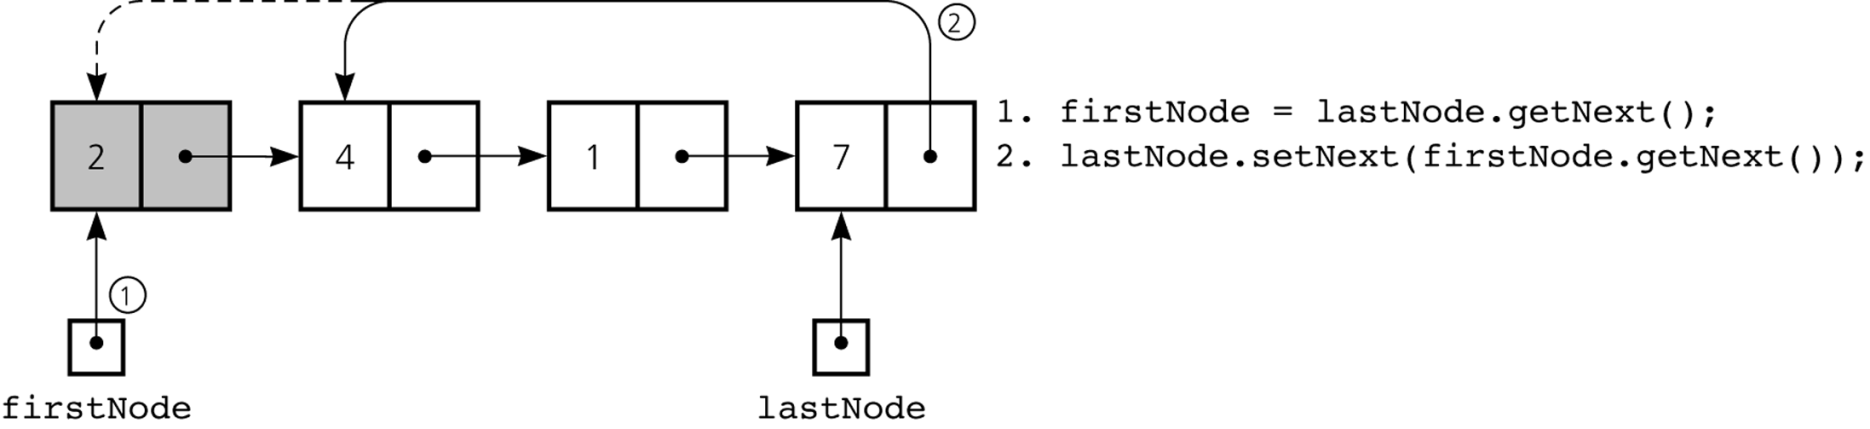 ②
1. firstNode = lastNode.getNext();
2 4 1 7
2. lastNode.setNext(firstNode.getNext());
①
firstNode lastNode